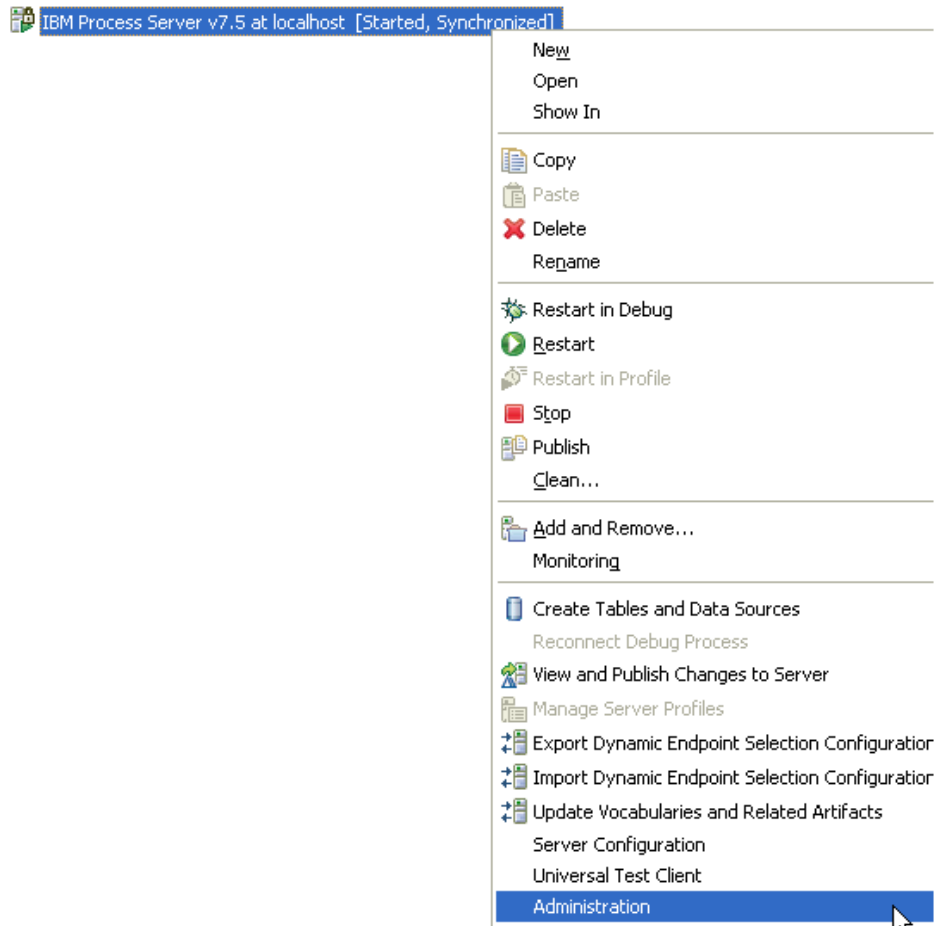 IBM Process Server v7.5 at localhost [Started, Synchronized]
New
Open
Show In
Copy
Paste
Delete
Rename
Restart in Debug
Restart
Restart in Profile
Stop
Publish
Clean...
Add and Remove...
Monitoring
Create Tables and Data Sources
Reconnect Debug Process
View and Publish Changes to Server
Manage Server Profiles
Export Dynamic Endpoint Selection Configuration
Import Dynamic Endpoint Selection Configuration
Update Vocabularies and Related Artifacts
Server Configuration
Universal Test Client
Administration